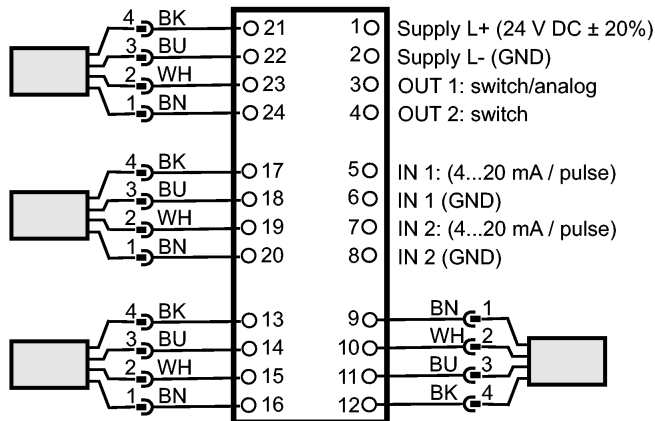 4 BK 21 1 Supply L+ (24 V DC ± 20%)
3 BU 22 2 Supply L- (GND)
2 WH 23 3 OUT 1: switch/analog
1 BN 24 4 OUT 2: switch
4 BK 17 5 IN 1: (4...20 mA / pulse)
3 BU 18 6 IN 1 (GND)
2 WH 19 7 IN 2: (4...20 mA / pulse)
1 BN 20 8 IN 2 (GND)
4 BK 13 9 BN 1
3 BU 14 10 WH 2
2 WH 15 11 BU 3
1 BN 16 12 BK 4